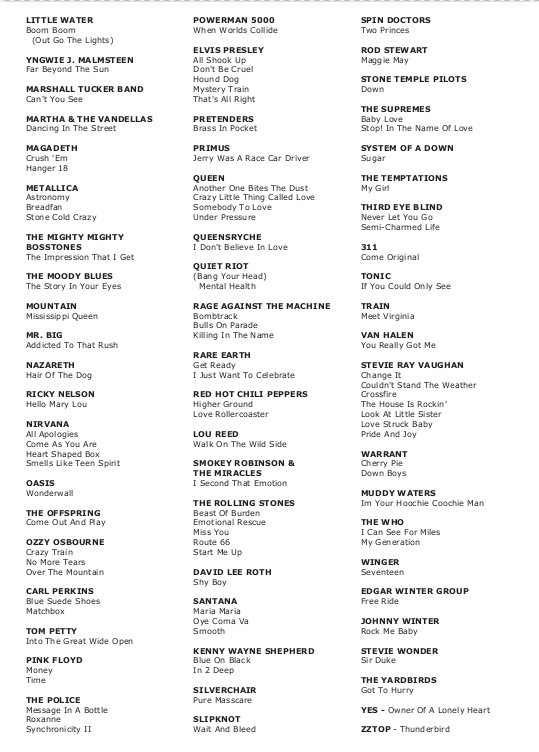 LITTLE WATER
Boom Boom
(Out Go The Lights)
YNGWIE J. MALMSTEEN
Far Beyond The Sun
MARSHALL TUCKER BAND
Can't You See
MARTHA & THE VANDELLAS
Dancing In The Street
MAGADETH
Crush 'Em
Hanger 18
METALLICA
Astronomy
Breadfan
Stone Cold Crazy
THE MIGHTY MIGHTY
BOSSTONES
The Impression That I Get
THE MOODY BLUES
The Story In Your Eyes
MOUNTAIN
Mississippi Queen
MR. BIG
Addicted To That Rush
NAZARETH
Hair Of The Dog
RICKY NELSON
Hello Mary Lou
NIRVANA
All Apologies
Come As You Are
Heart Shaped Box
Smells Like Teen Spirit
OASIS
Wonderwall
THE OFFSPRING
Come Out And Play
OZZY OSBOURNE
Crazy Train
No More Tears
Over The Mountain
CARL PERKINS
Blue Suede Shoes
Matchbox
TOM PETTY
Into The Great Wide Open
PINK FLOYD
Money
Time
THE POLICE
Message In A Bottle
Roxanne
Synchronicity II
POWERMAN 5000
When Worlds Collide
ELVIS PRESLEY
All Shook Up
Don't Be Cruel
Hound Dog
Mystery Train
That's All Right
PRETENDERS
Brass In Pocket
PRIMUS
Jerry Was A Race Car Driver
QUEEN
Another One Bites The Dust
Crazy Little Thing Called Love
Somebody To Love
Under Pressure
QUEENSRYCHE
I Don't Believe In Love
QUIET RIOT
(Bang Your Head)
Mental Health
RAGE AGAINST THE MACHINE
Bombtrack
Bulls On Parade
Killing In The Name
RARE EARTH
Get Ready
I Just Want To Celebrate
RED HOT CHILI PEPPERS
Higher Ground
Love Rollercoaster
LOU REED
Walk On The Wild Side
SMOKEY ROBINSON &
THE MIRACLES
I Second That Emotion
THE ROLLING STONES
Beast Of Burden
Emotional Rescue
Miss You
Route 66
Start Me Up
DAVID LEE ROTH
Shy Boy
SANTANA
Maria Maria
Oye Coma Va
Smooth
KENNY WAYNE SHEPHERD
Blue On Black
In 2 Deep
SILVERCHAIR
Pure Masscare
SLIPKNOT
Wait And Bleed
SPIN DOCTORS
Two Princes
ROD STEWART
Maggie May
STONE TEMPLE PILOTS
Down
THE SUPREMES
Baby Love
Stop! In The Name Of Love
SYSTEM OF A DOWN
Sugar
THE TEMPTATIONS
My Girl
THIRD EYE BLIND
Never Let You Go
Semi-Charmed Life
311
Come Original
TONIC
If You Could Only See
TRAIN
Meet Virginia
VAN HALEN
You Really Got Me
STEVIE RAY VAUGHAN
Change It
Couldn't Stand The Weather
Crossfire
The House Is Rockin'
Look At Little Sister
Love Struck Baby
Pride And Joy
WARRANT
Cherry Pie
Down Boys
MUDDY WATERS
Im Your Hoochie Coochie Man
THE WHO
I Can See For Miles
My Generation
WINGER
Seventeen
EDGAR WINTER GROUP
Free Ride
JOHNNY WINTER
Rock Me Baby
STEVIE WONDER
Sir Duke
THE YARDBIRDS
Got To Hurry
YES - Owner Of A Lonely Heart
ZZTOP - Thunderbird